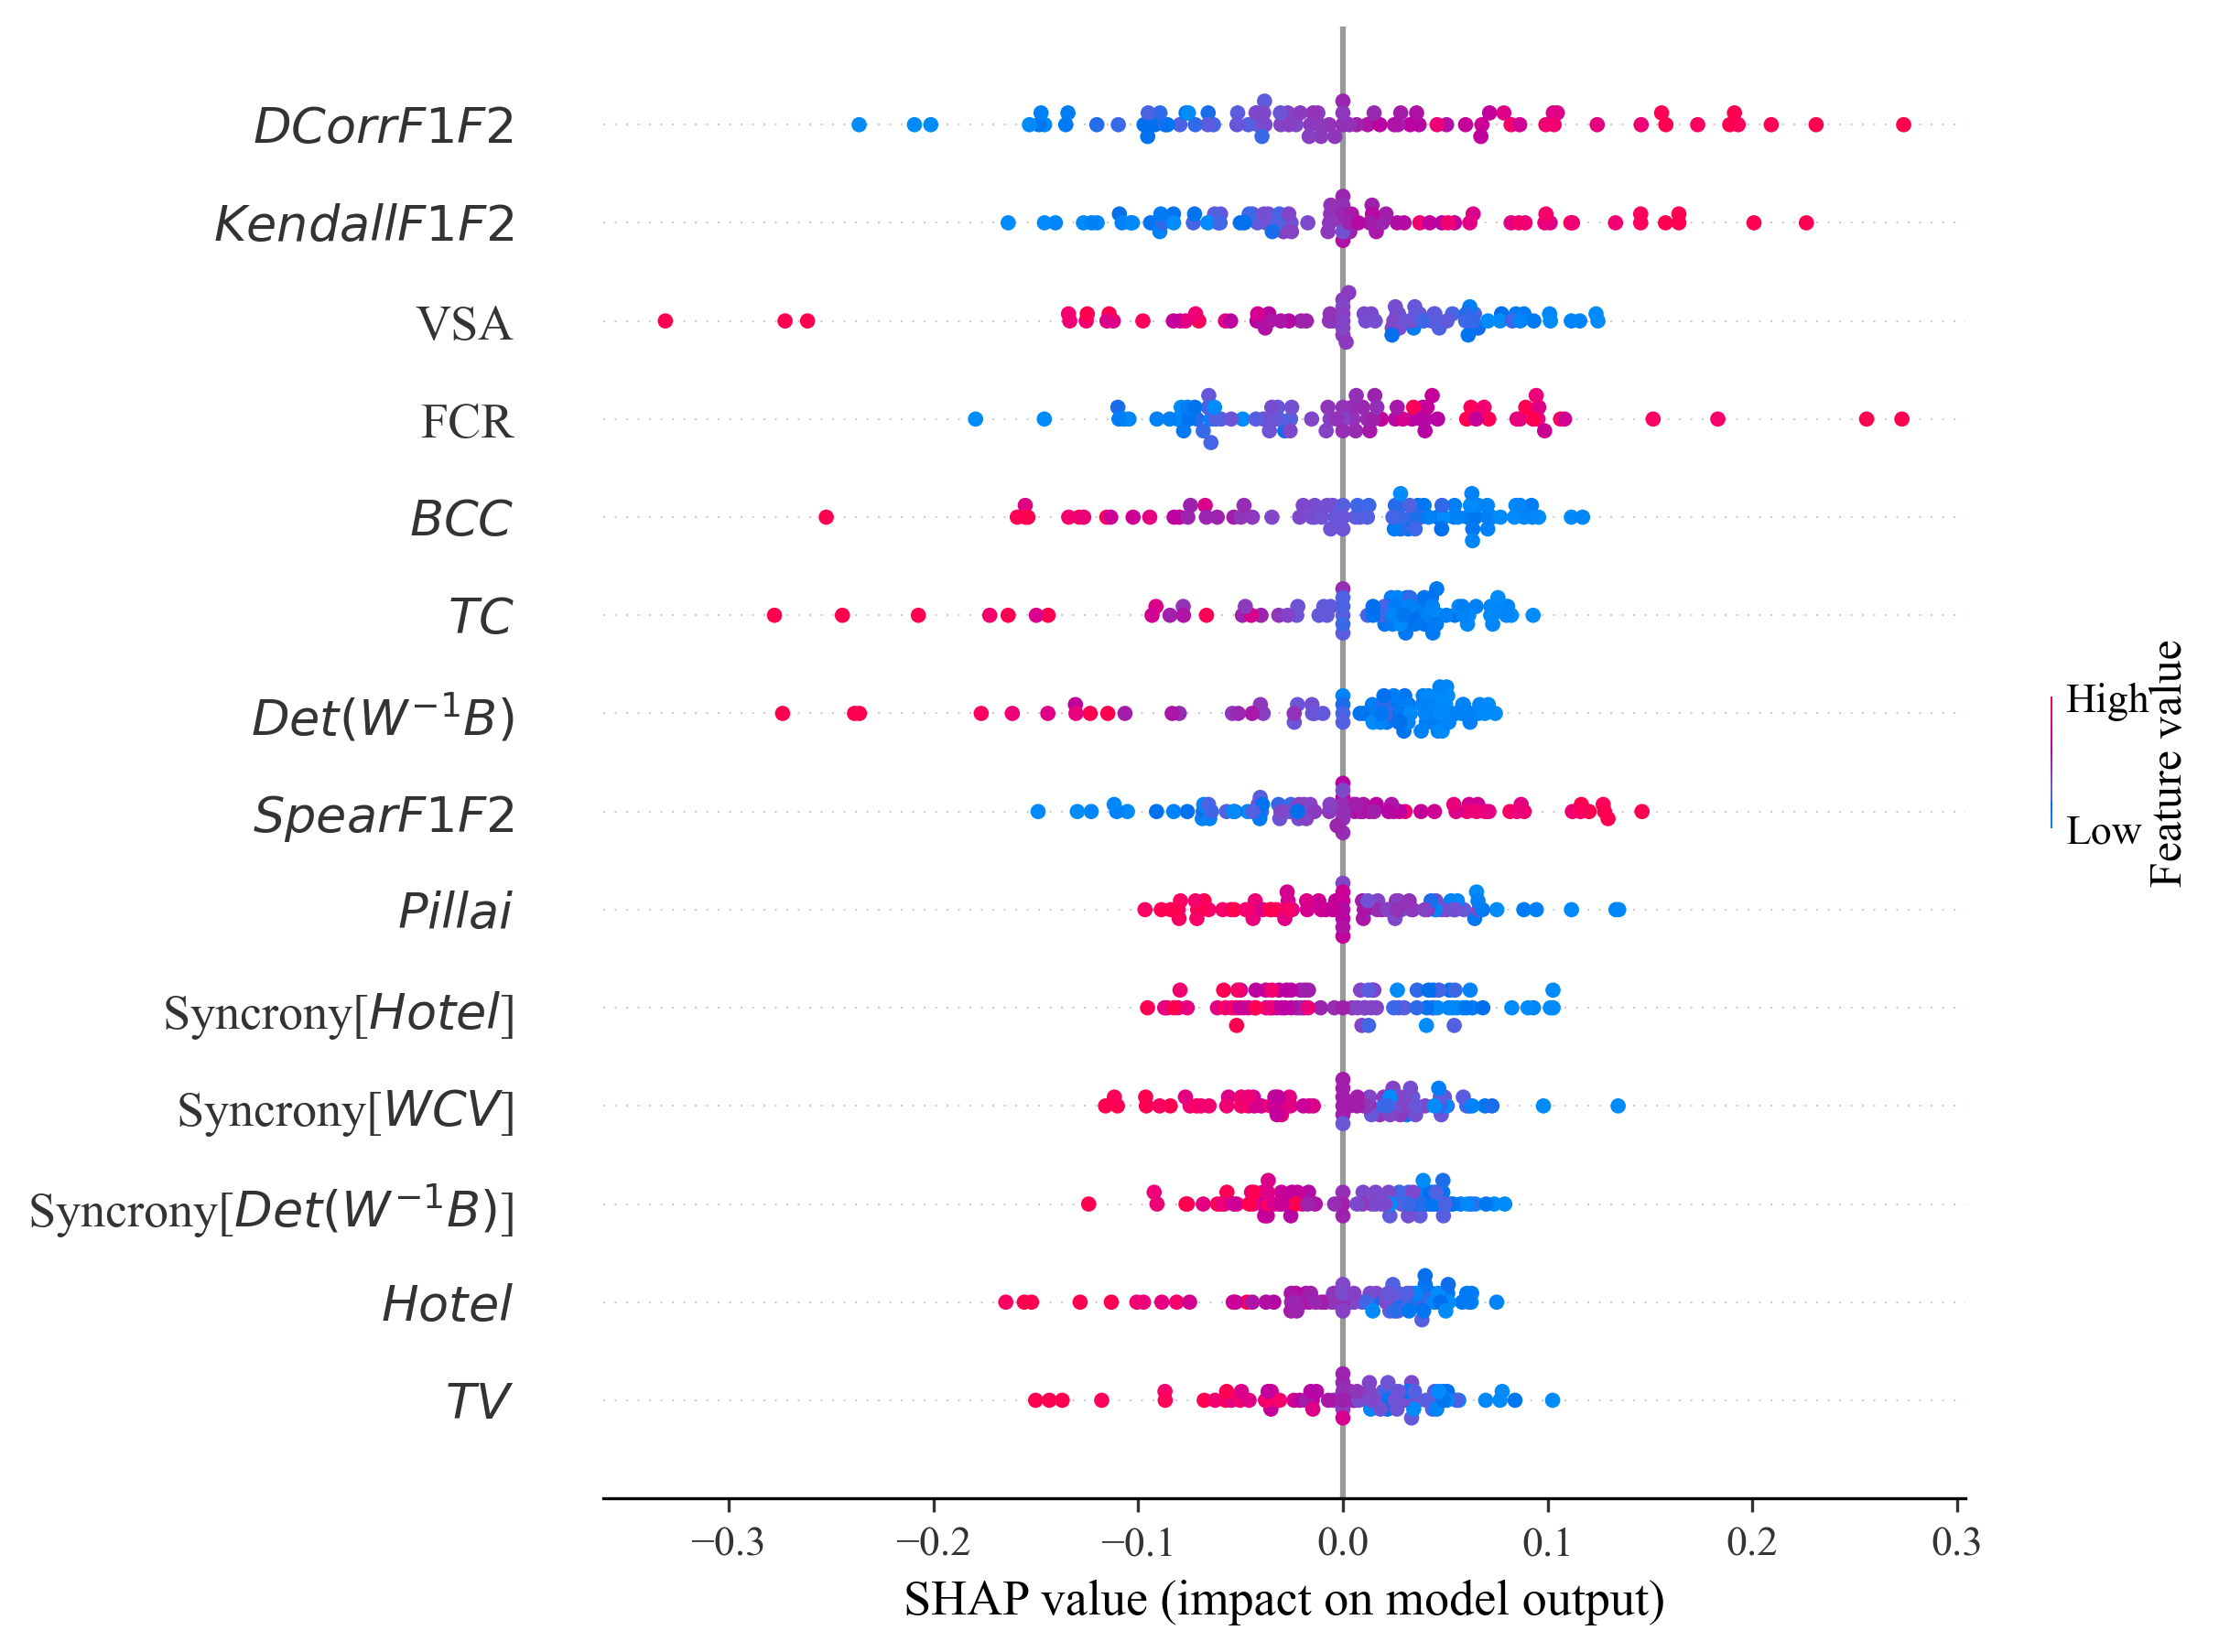 DCorrF1F2
KendallF1F2
VSA
FCR
BCC
TC
Det(W⁻¹B)
SpearF1F2
Pillai
Syncrony[Hotel]
Syncrony[WCV]
Syncrony[Det(W⁻¹B)]
Hotel
TV
−0.3 −0.2 −0.1 0.0 0.1 0.2 0.3
SHAP value (impact on model output)
High
Low
Feature value